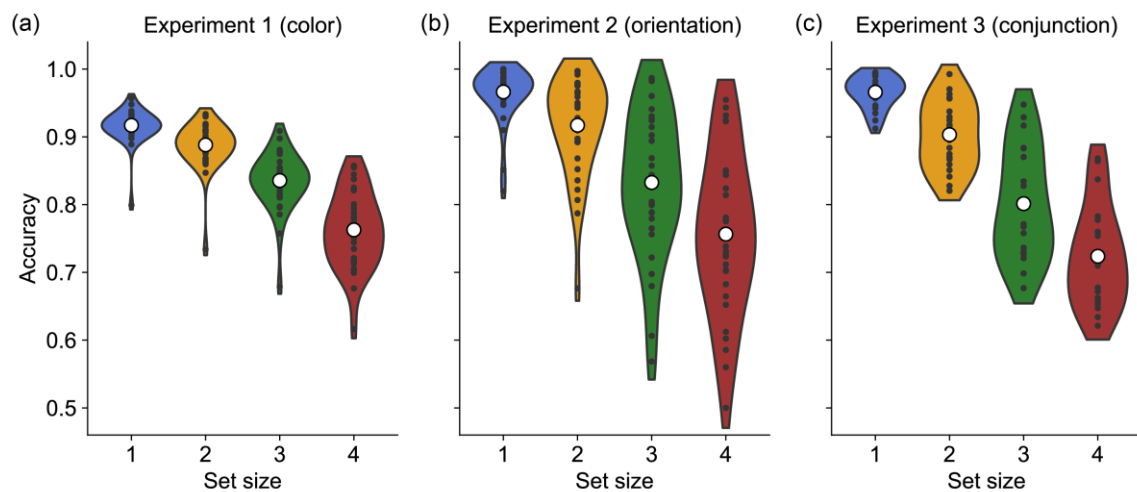 (a) Experiment 1 (color)
(b) Experiment 2 (orientation)
(c) Experiment 3 (conjunction)
Accuracy
1.0
0.9
0.8
0.7
0.6
0.5
1 2 3 4
Set size
1 2 3 4
Set size
1 2 3 4
Set size